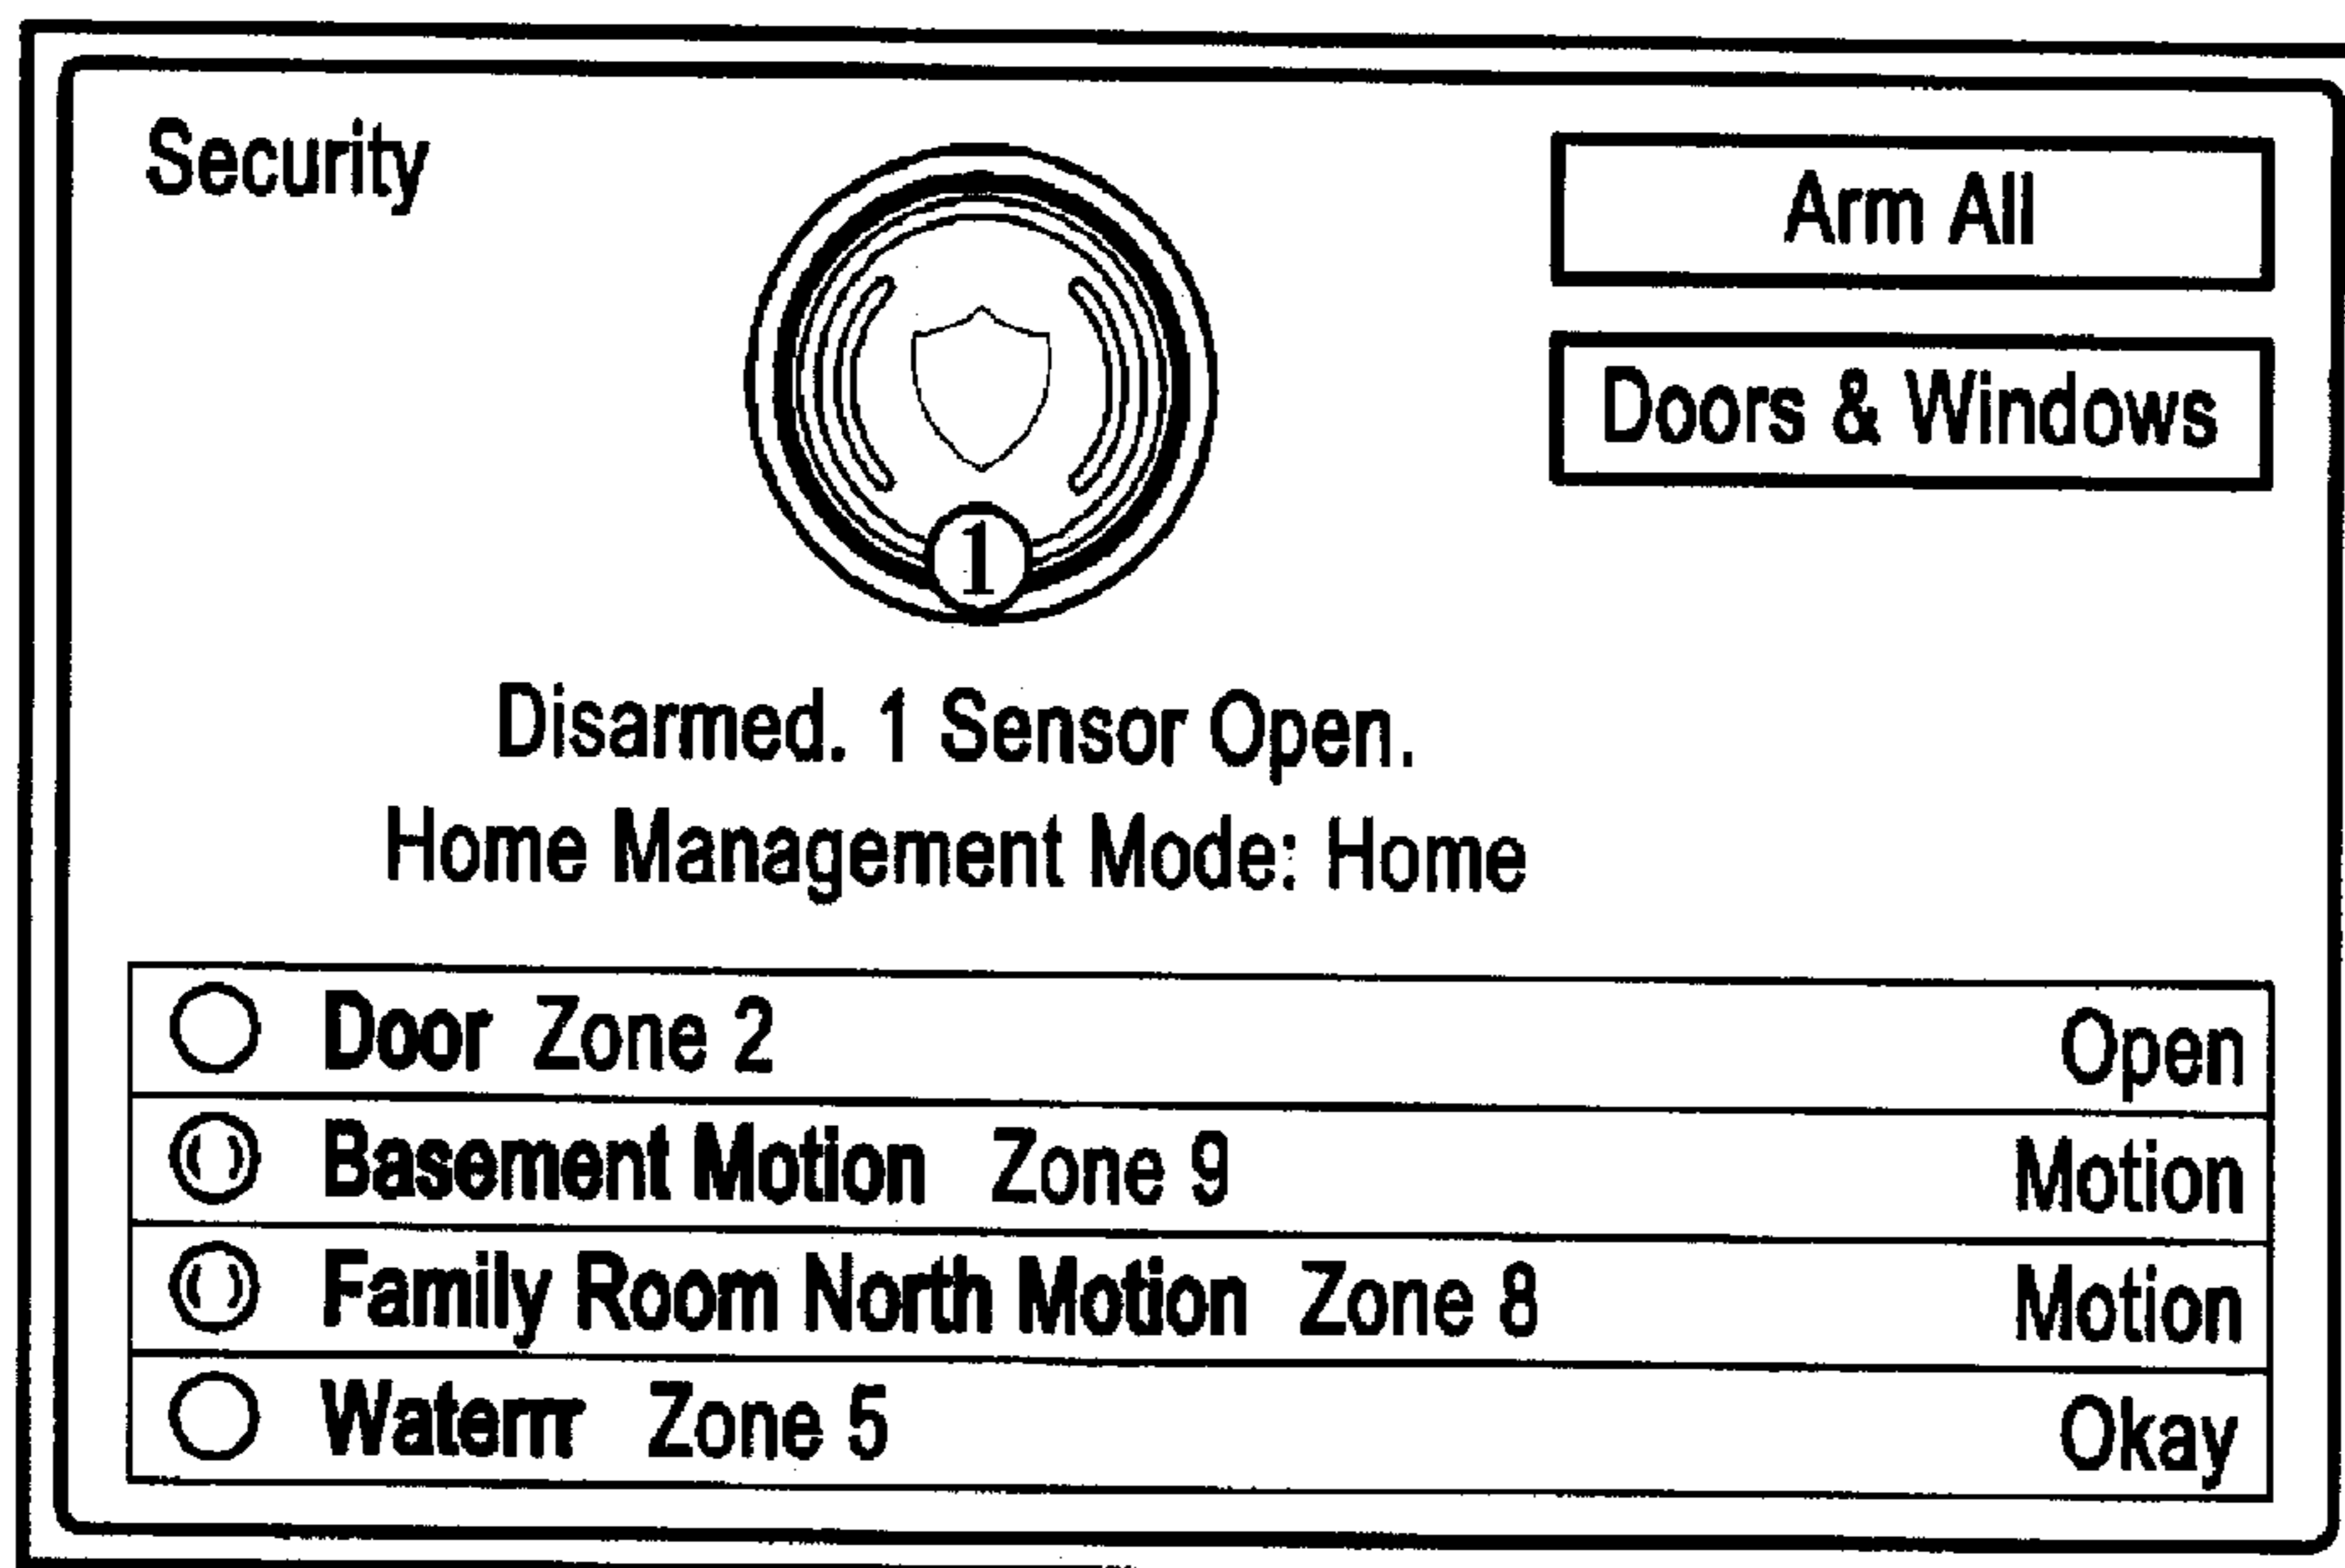 Security
Arm All
Doors & Windows
1
Disarmed. 1 Sensor Open.
Home Management Mode: Home
Door Zone 2 Open
Basement Motion Zone 9 Motion
Family Room North Motion Zone 8 Motion
Waterrr Zone 5 Okay